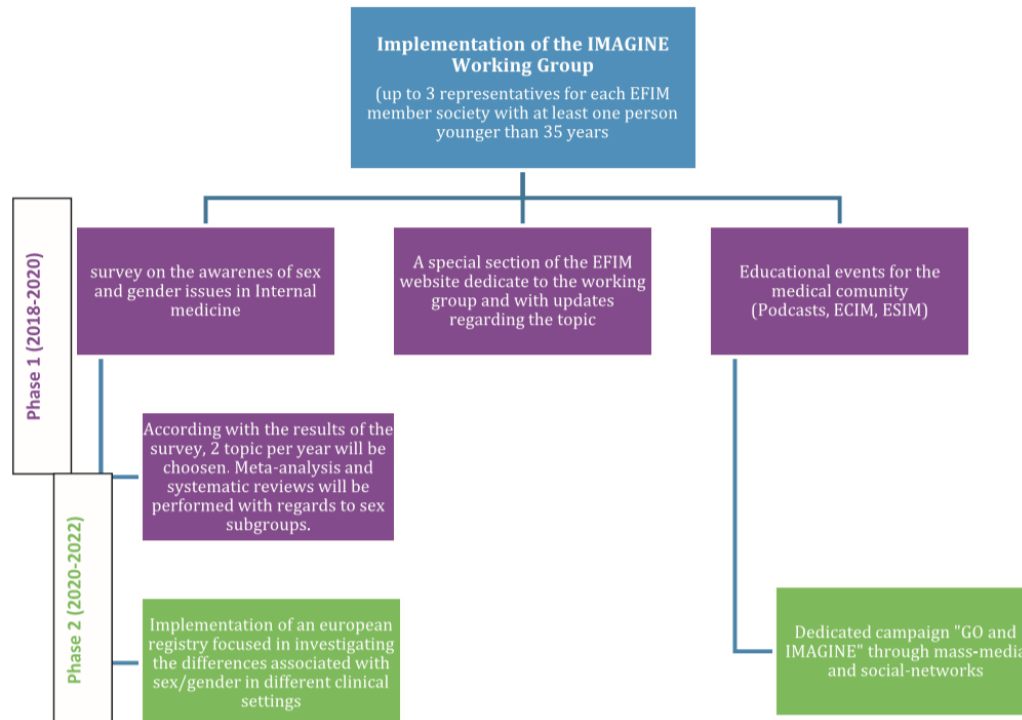 Implementation of the IMAGINE
Working Group
(up to 3 representatives for each EFIM
member society with at least one person
younger than 35 years
Phase 1 (2018-2020)
survey on the awarenes of sex
and gender issues in Internal
medicine
A special section of the EFIM
website dedicate to the working
group and with updates
regarding the topic
Educational events for the
medical comunity
(Podcasts, ECIM, ESIM)
According with the results of the
survey, 2 topic per year will be
choosen. Meta-analysis and
systematic reviews will be
performed with regards to sex
subgroups.
Phase 2 (2020-2022)
Implementation of an european
registry focused in investigating
the differences associated with
sex/gender in different clinical
settings
Dedicated campaign "GO and
IMAGINE" through mass-media
and social-networks